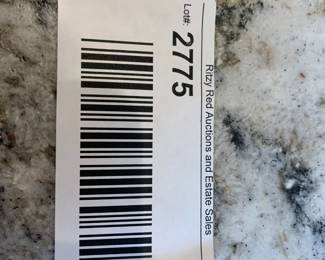 Ritzy Red Auctions and Estate Sales
Lot#: 2775